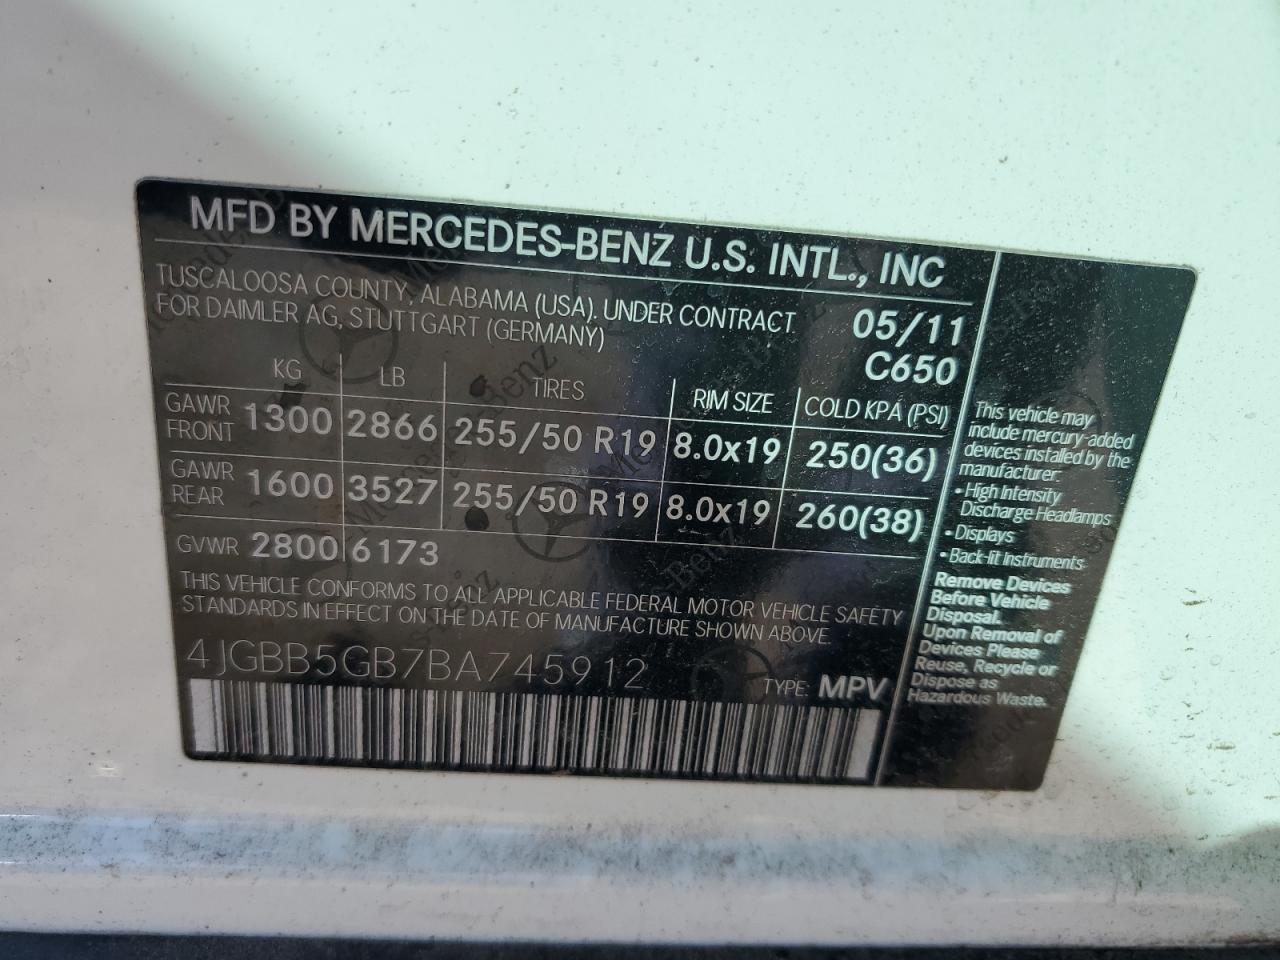 MFD BY MERCEDES-BENZ U.S. INTL., INC
TUSCALOOSA COUNTY, ALABAMA (USA). UNDER CONTRACT
FOR DAIMLER AG, STUTTGART (GERMANY)
05/11
C650
KG LB TIRES RIM SIZE COLD KPA (PSI)
GAWR FRONT 1300 2866 255/50 R19 8.0x19 250(36)
GAWR REAR 1600 3527 255/50 R19 8.0x19 260(38)
GVWR 2800 6173
THIS VEHICLE CONFORMS TO ALL APPLICABLE FEDERAL MOTOR VEHICLE SAFETY
STANDARDS IN EFFECT ON THE DATE OF MANUFACTURE SHOWN ABOVE
4JGBB5GB7BA745912
TYPE: MPV
This vehicle may
include mercury-added
devices installed by the
manufacturer:
• High Intensity
Discharge Headlamps
• Displays
• Back-lit Instruments
Remove Devices
Before Vehicle
Disposal.
Upon Removal of
Devices Please
Reuse, Recycle or
Dispose as
Hazardous Waste.